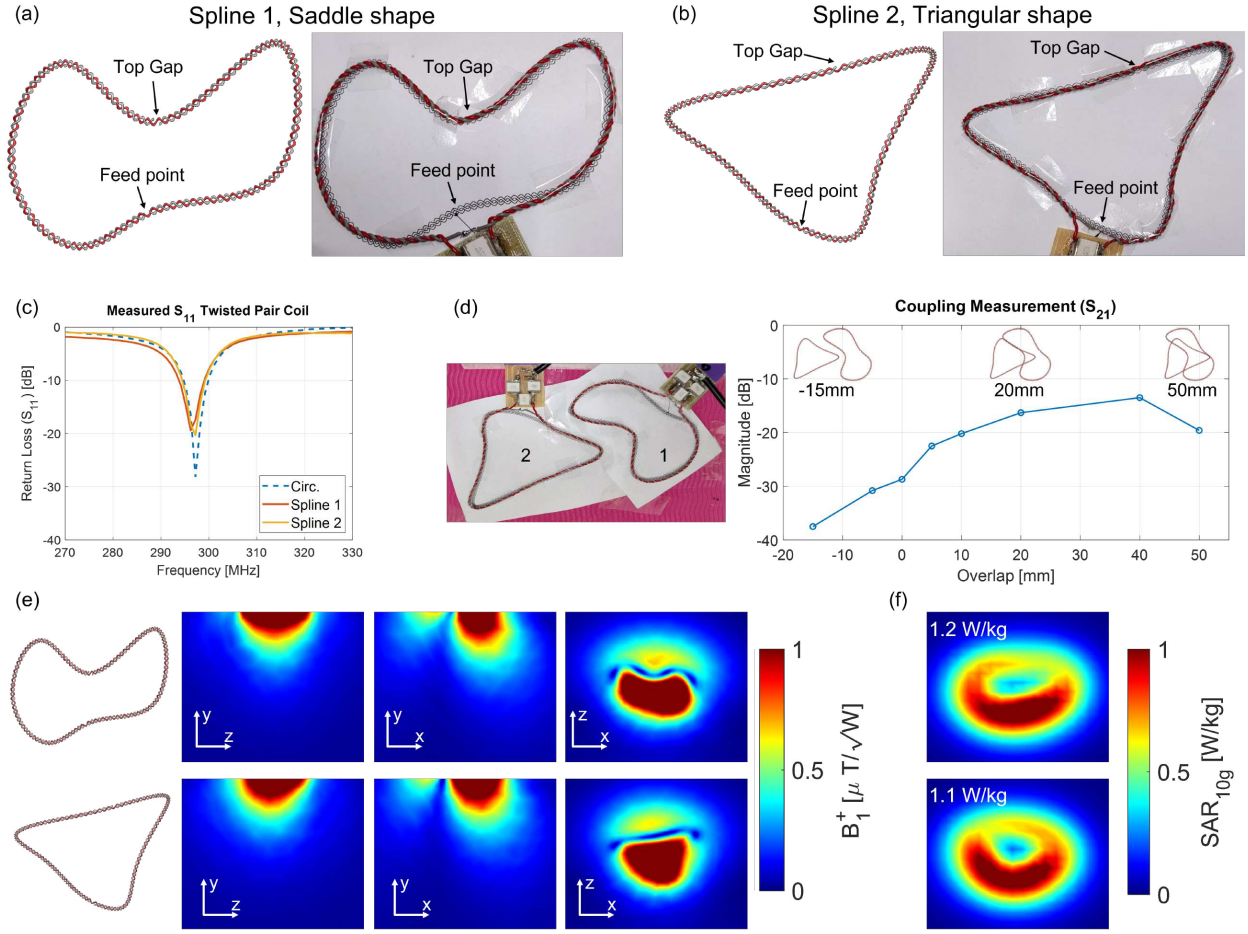 (a)
Spline 1, Saddle shape
Top Gap
Feed point
Top Gap
Feed point
(b)
Spline 2, Triangular shape
Top Gap
Feed point
Top Gap
Feed point
(c)
Measured S11 Twisted Pair Coil
Return Loss (S11) [dB]
0
-10
-20
-30
-40
270
280
290
300
310
320
330
Frequency [MHz]
Circ.
Spline 1
Spline 2
(d)
2
1
Coupling Measurement (S21)
Magnitude [dB]
0
-10
-20
-30
-40
-15mm
20mm
50mm
-20
-10
0
10
20
30
40
50
Overlap [mm]
(e)
y
z
y
x
z
x
y
z
y
x
z
x
1
0.5
0
B1+ [μ T/√W]
(f)
1.2 W/kg
1.1 W/kg
1
0.5
0
SAR10g [W/kg]